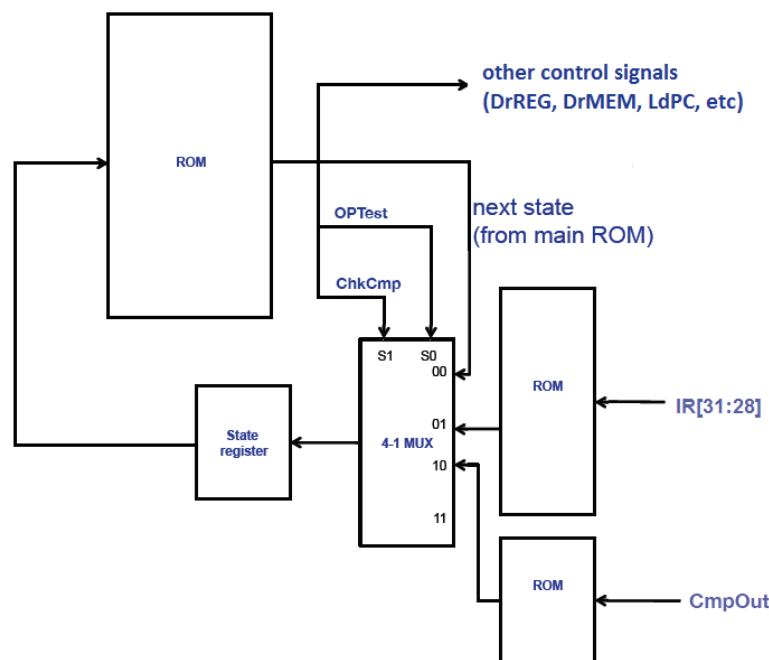 other control signals
(DrREG, DrMEM, LdPC, etc)
ROM
OPTest
next state
(from main ROM)
ChkCmp
S1
S0
00
ROM
IR[31:28]
01
State
register
4-1 MUX
10
11
ROM
CmpOut